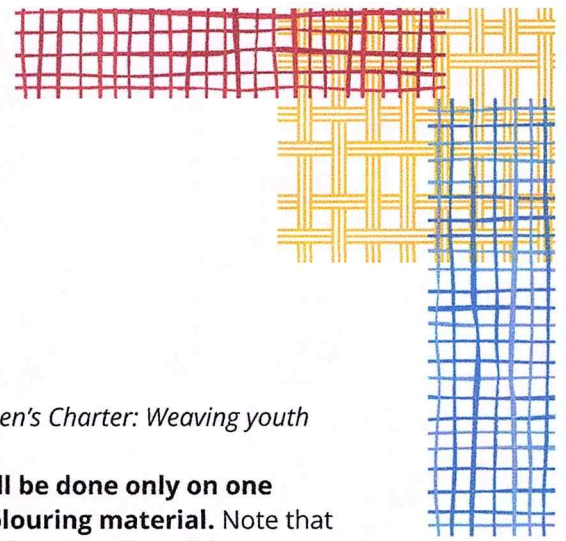 en's Charter: Weaving youth
ll be done only on one
olouring material. Note that